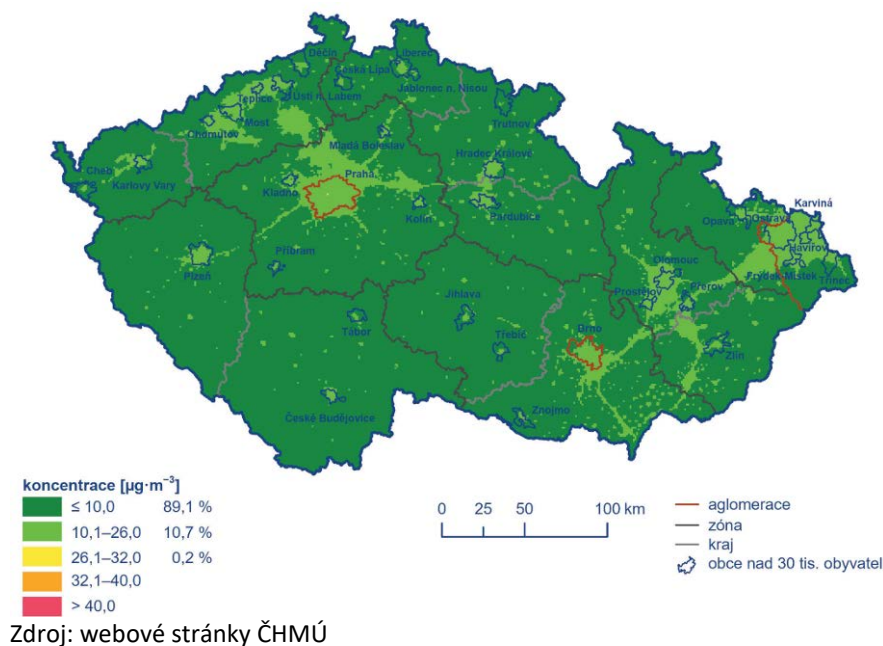 Děčín
Liberec
Česká Lípa
Jablonec n. Nisou
Teplice
Ústí n. Labem
Most
Chomutov
Trutnov
Mladá Boleslav
Hradec Králové
Cheb
Karlovy Vary
Praha
Kladno
Kolín
Pardubice
Karviná
Opava
Ostrava
Havířov
Příbram
Plzeň
Olomouc
Frýdek-Místek
Třinec
Prostějov
Přerov
Jihlava
Tábor
Třebíč
Brno
Zlín
České Budějovice
Znojmo
koncentrace [µg·m⁻³]
≤ 10,0 89,1 %
10,1–26,0 10,7 %
26,1–32,0 0,2 %
32,1–40,0
> 40,0
0 25 50 100 km
aglomerace
zóna
kraj
obce nad 30 tis. obyvatel
Zdroj: webové stránky ČHMÚ